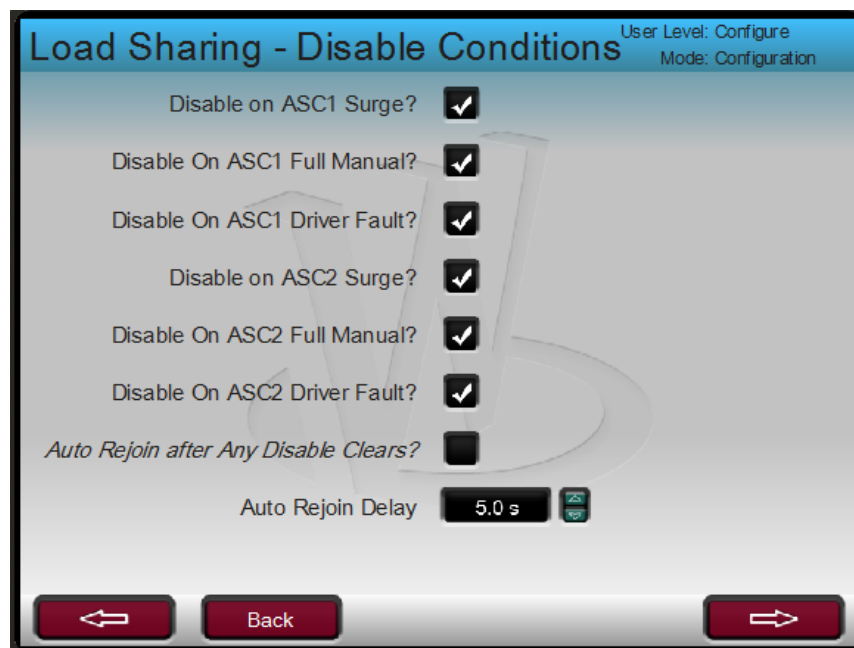 Load Sharing - Disable Conditions
User Level: Configure
Mode: Configuration
Disable on ASC1 Surge?
Disable On ASC1 Full Manual?
Disable On ASC1 Driver Fault?
Disable on ASC2 Surge?
Disable On ASC2 Full Manual?
Disable On ASC2 Driver Fault?
Auto Rejoin after Any Disable Clears?
Auto Rejoin Delay 5.0 s
Back